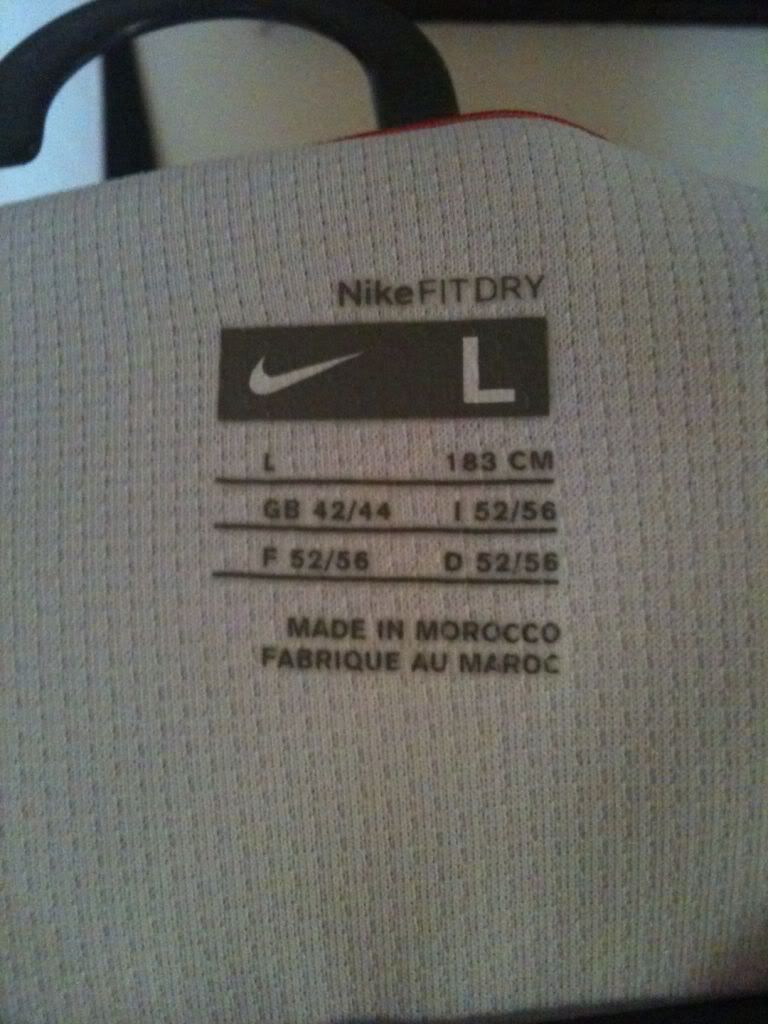 NikeFITDRY
L
L 183 CM
GB 42/44 I 52/56
F 52/56 D 52/56
MADE IN MOROCCO
FABRIQUE AU MAROC